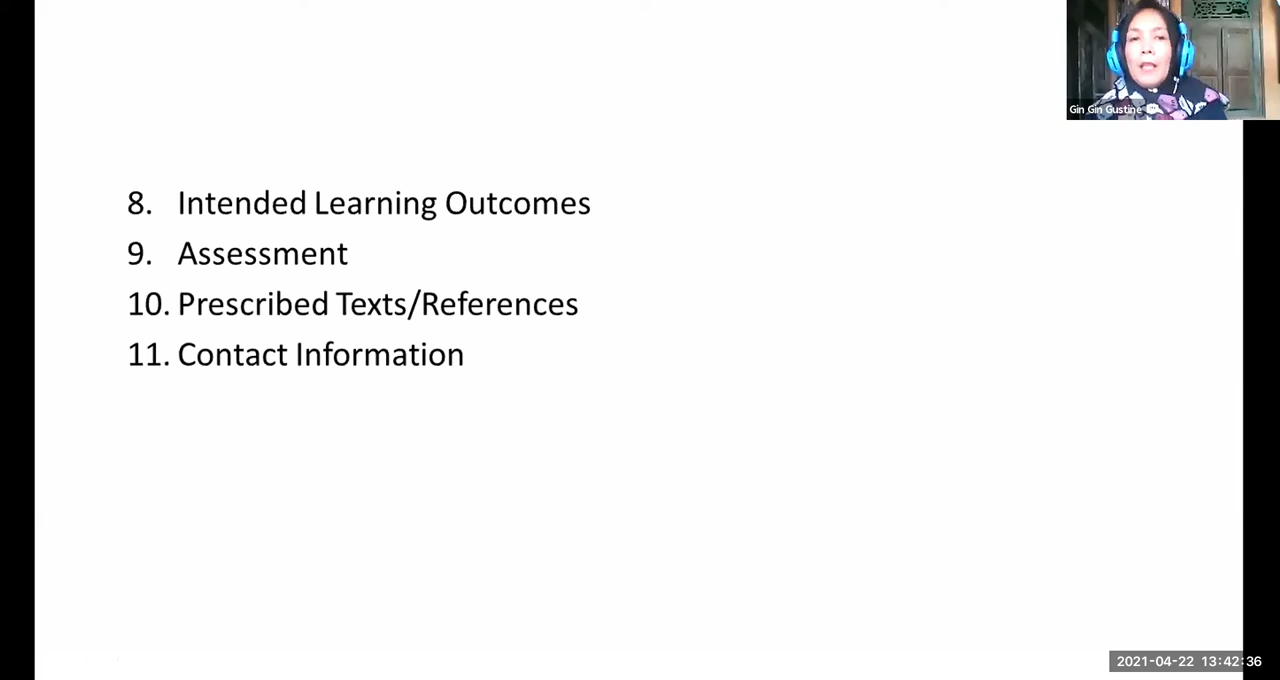 Gin Gin Gustine
8. Intended Learning Outcomes
9. Assessment
10. Prescribed Texts/References
11. Contact Information
2021-04-22 13:42:36